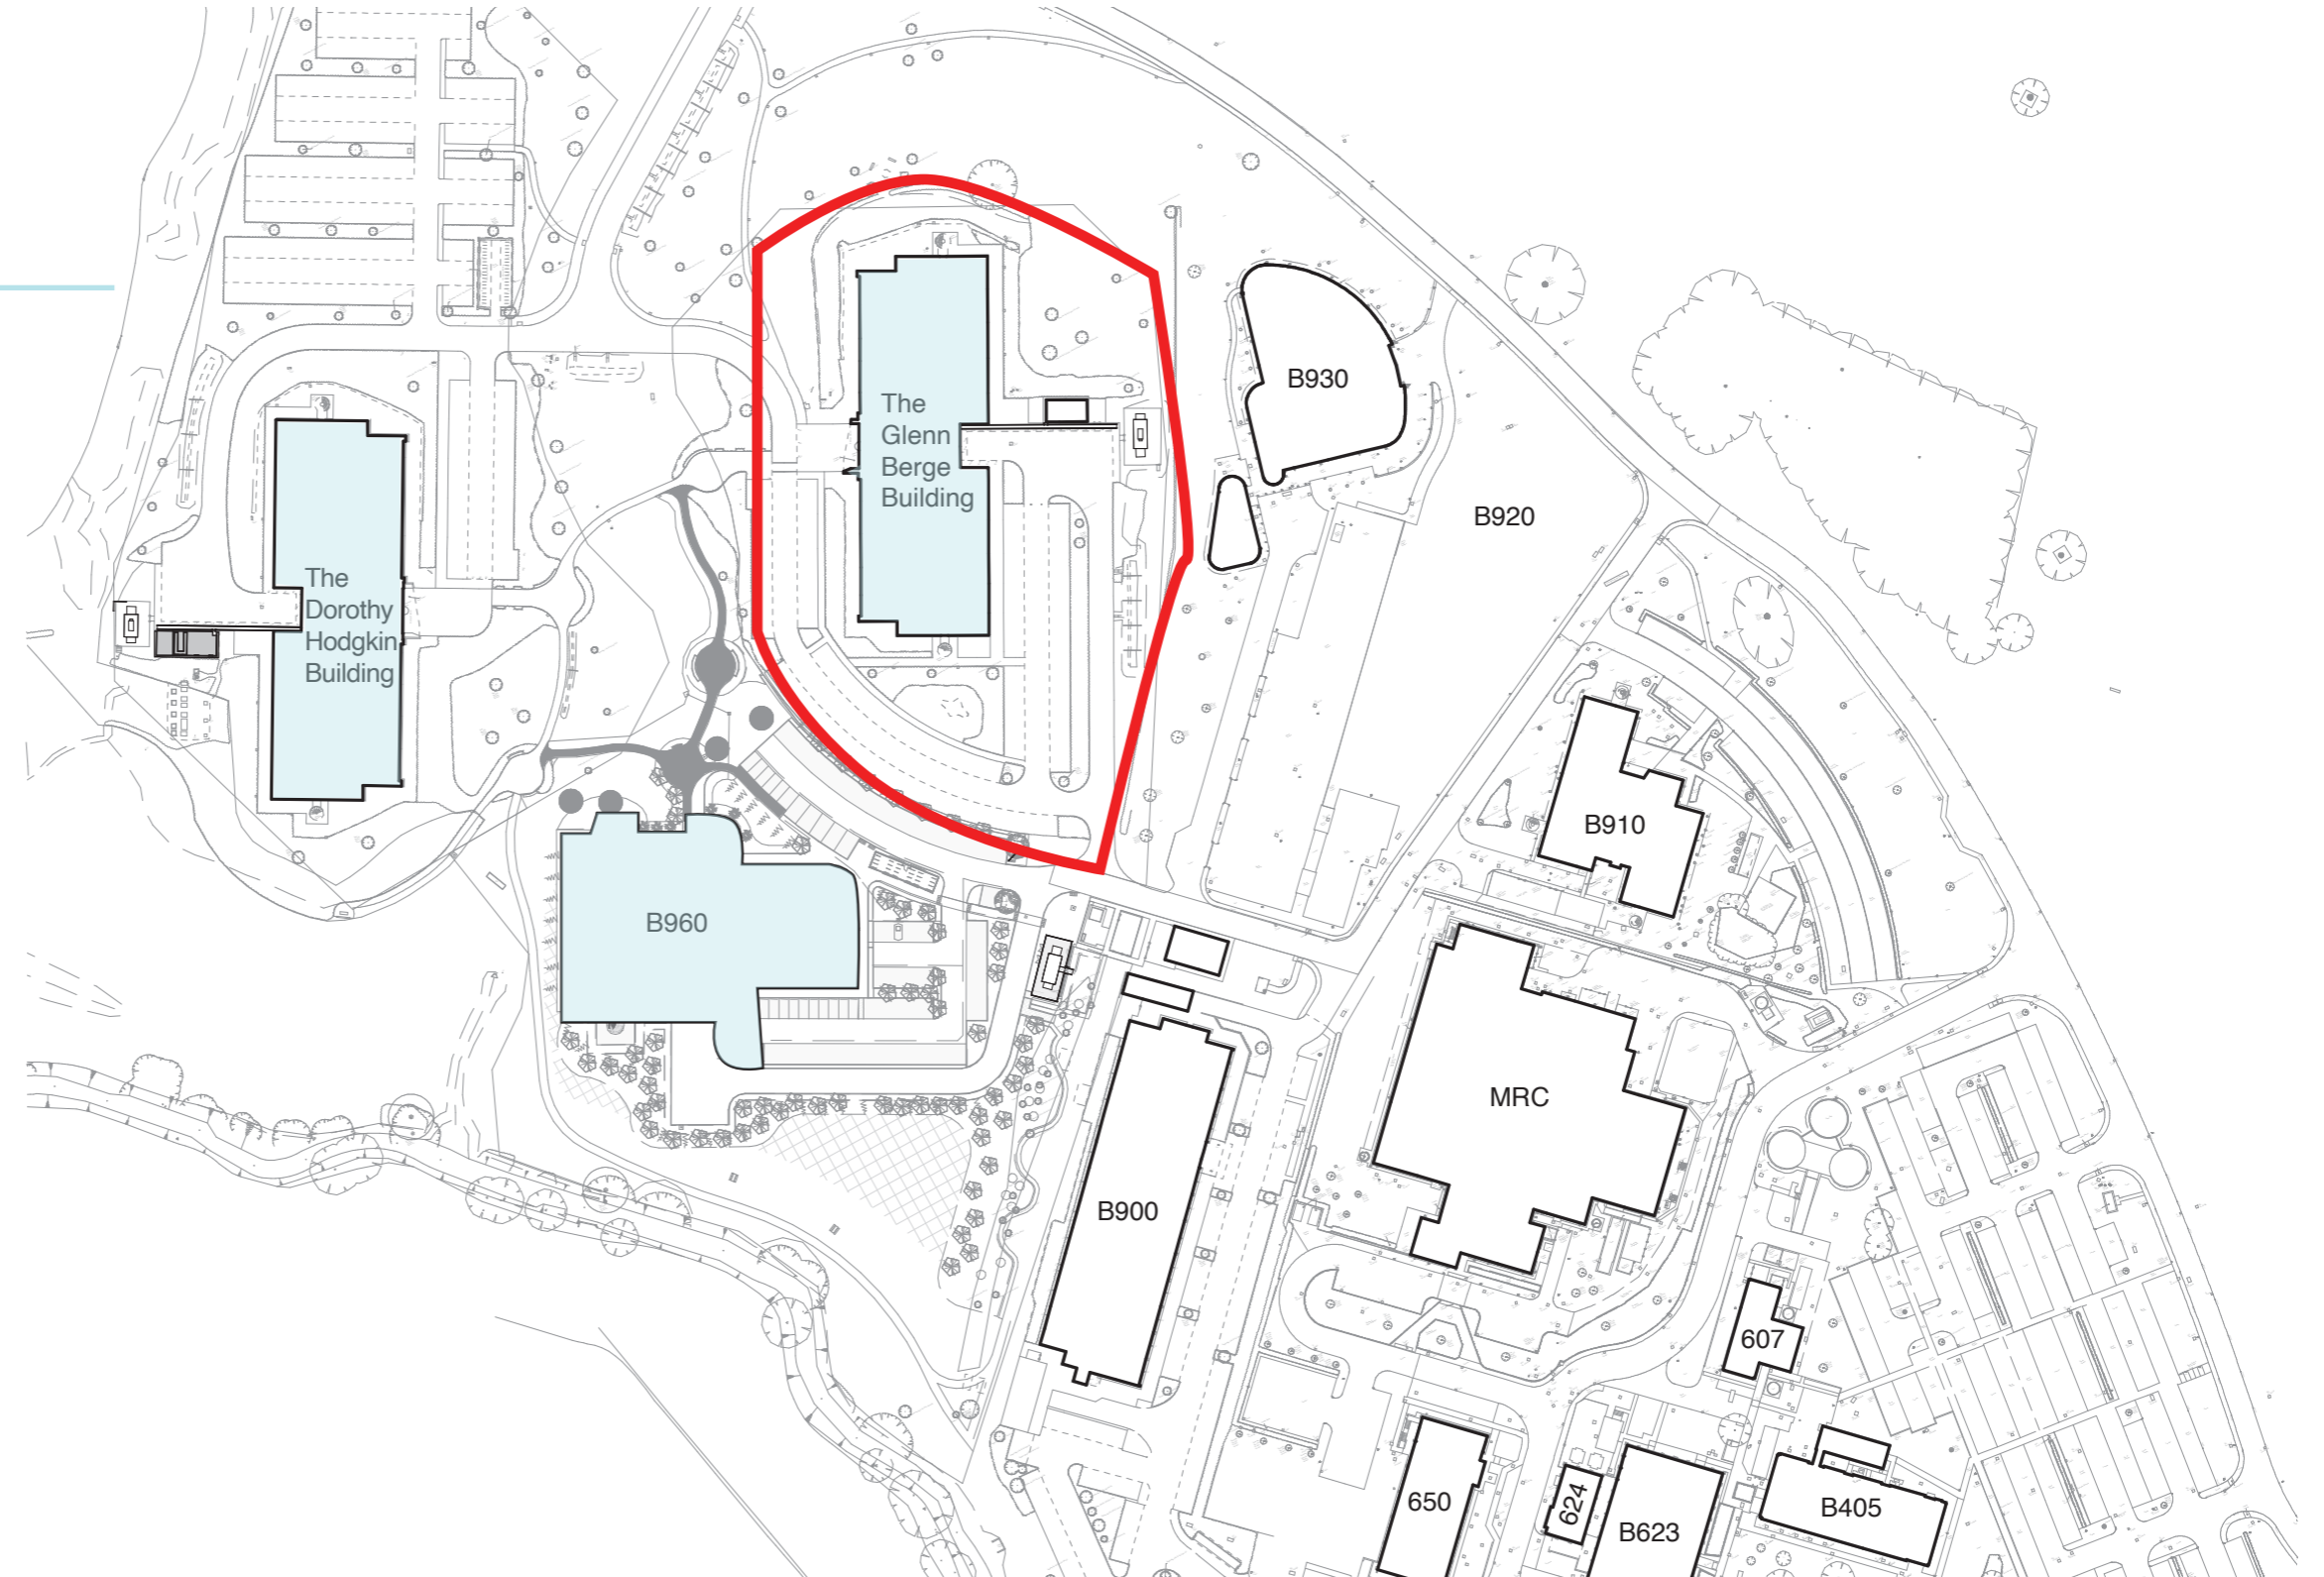 The
Glenn
Berge
Building
B930
B920
The
Dorothy
Hodgkin
Building
B910
B960
MRC
B900
607
650
624
B623
B405